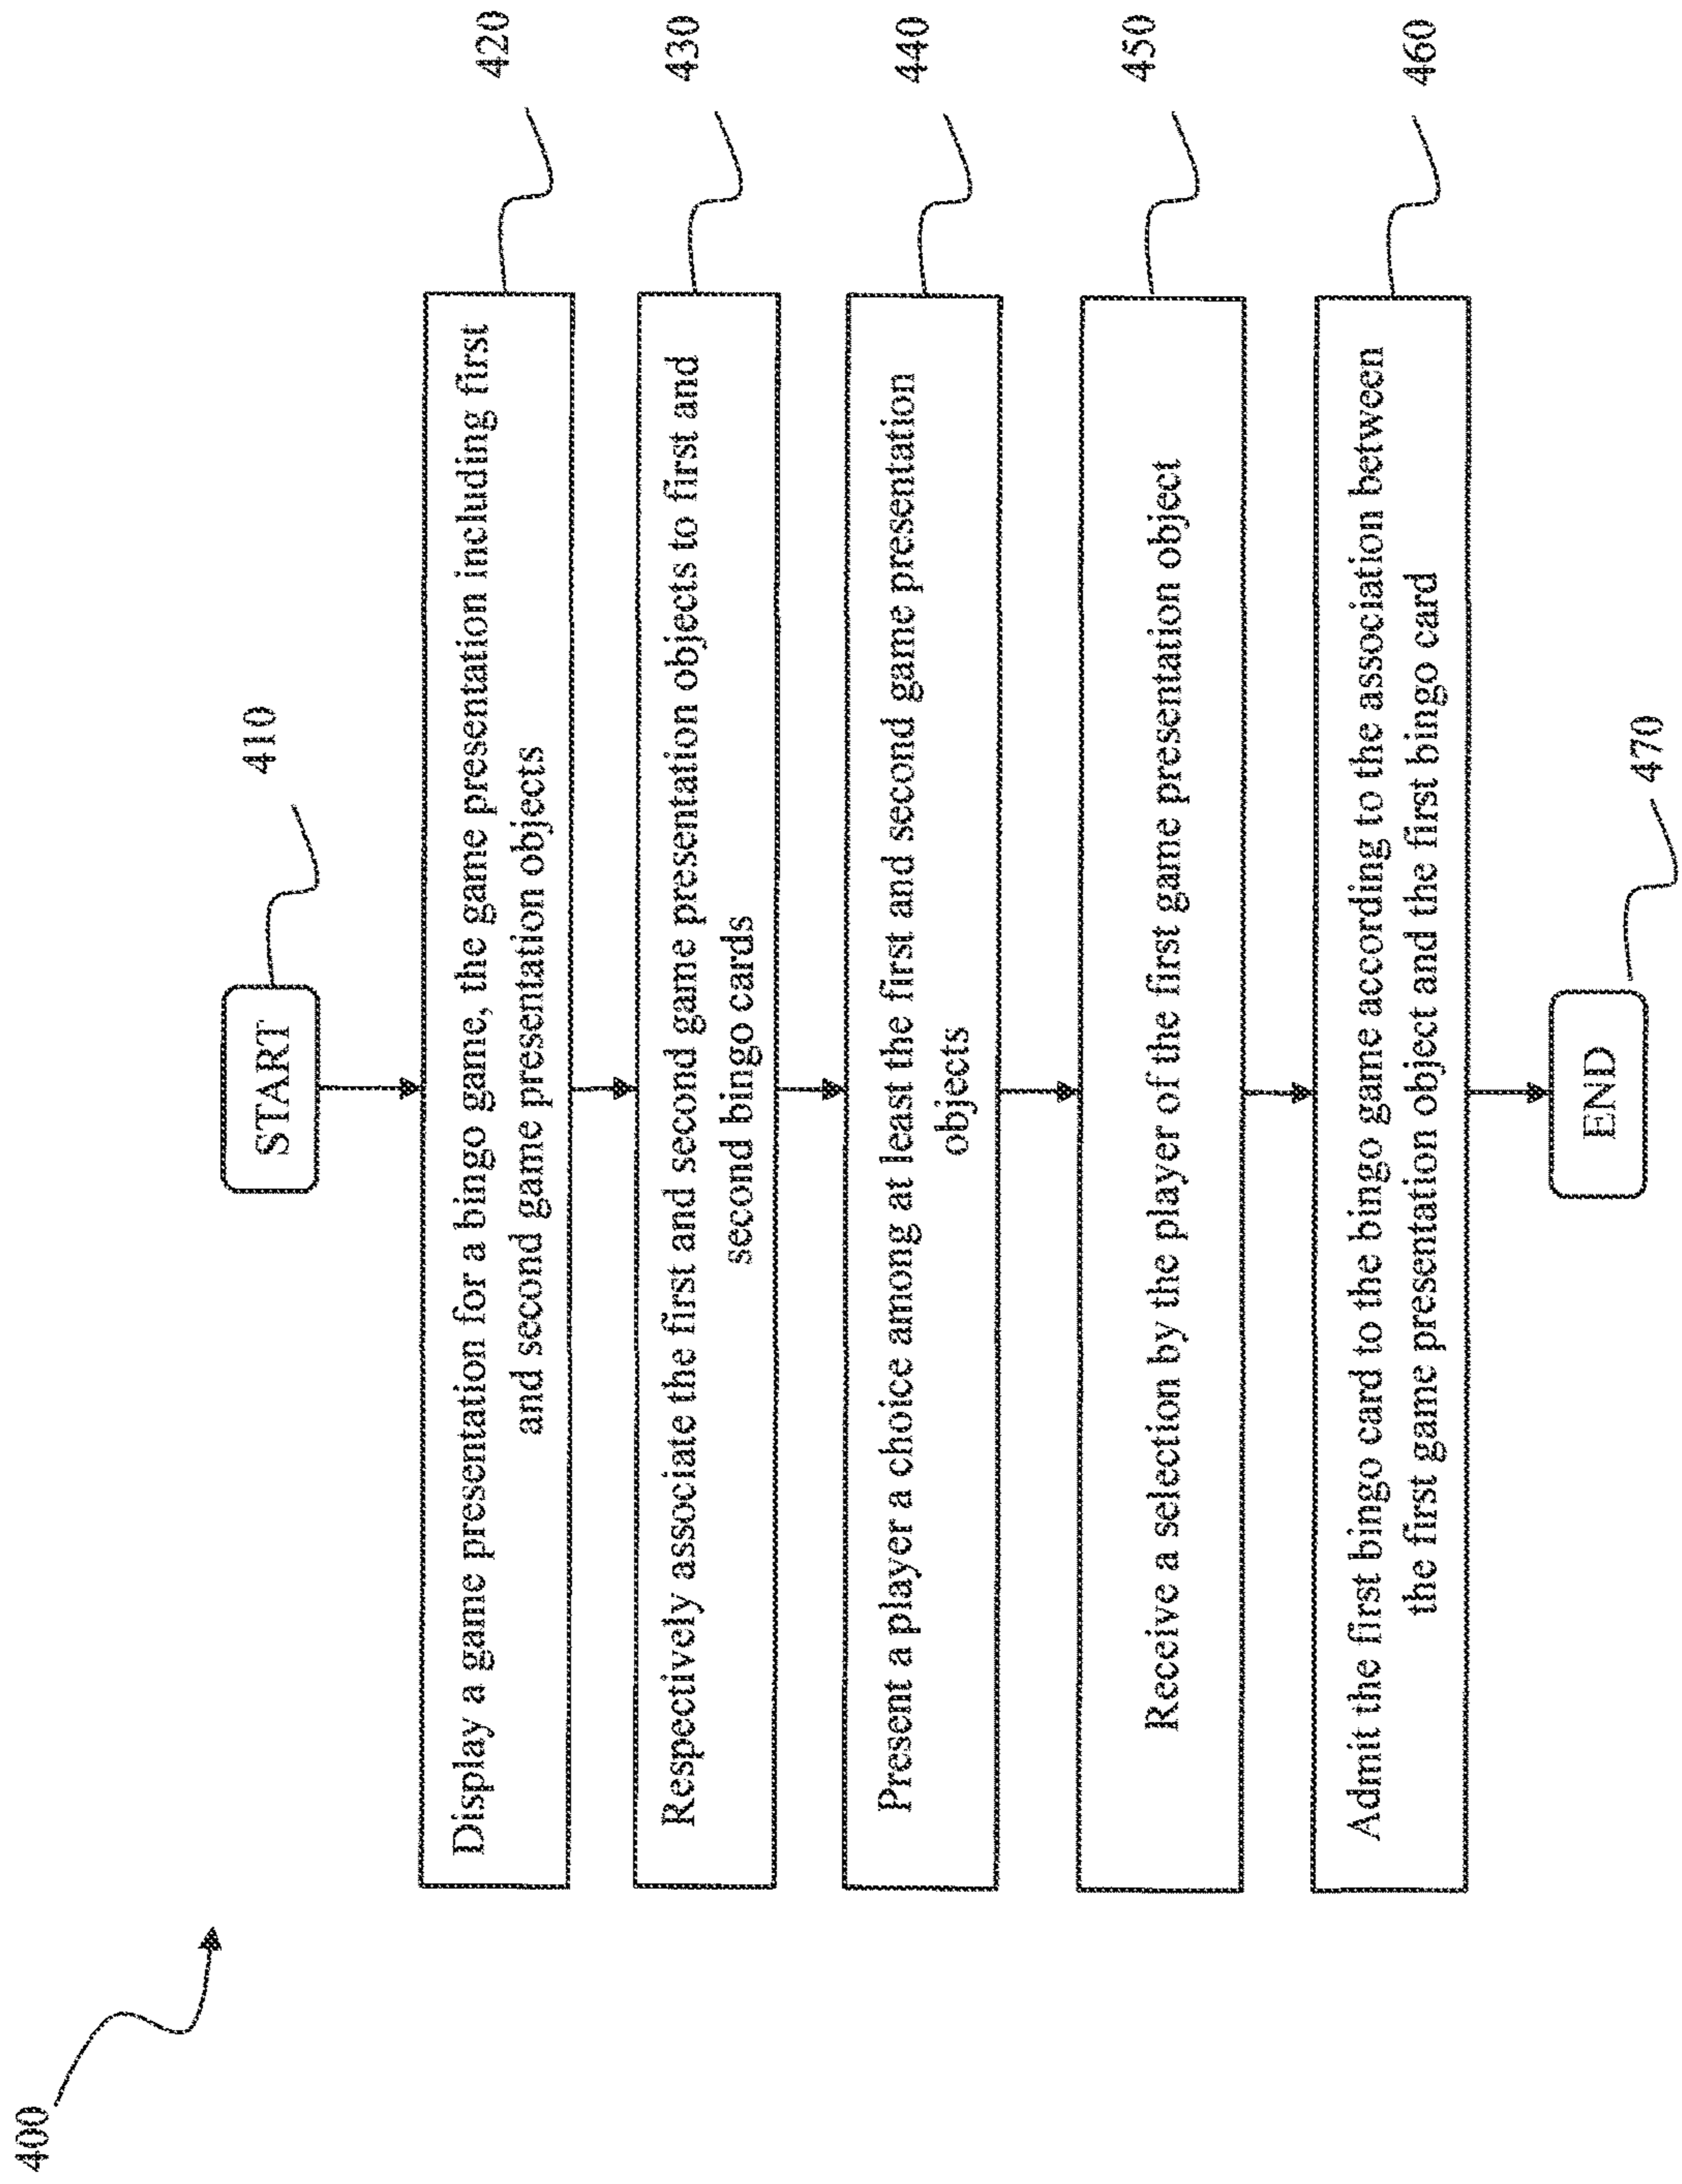 400
START
410
Display a game presentation for a bingo game, the game presentation including first
and second game presentation objects
420
Respectively associate the first and second game presentation objects to first and
second bingo cards
430
Present a player a choice among at least the first and second game presentation
objects
440
Receive a selection by the player of the first game presentation object
450
Admit the first bingo card to the bingo game according to the association between
the first game presentation object and the first bingo card
460
END
470